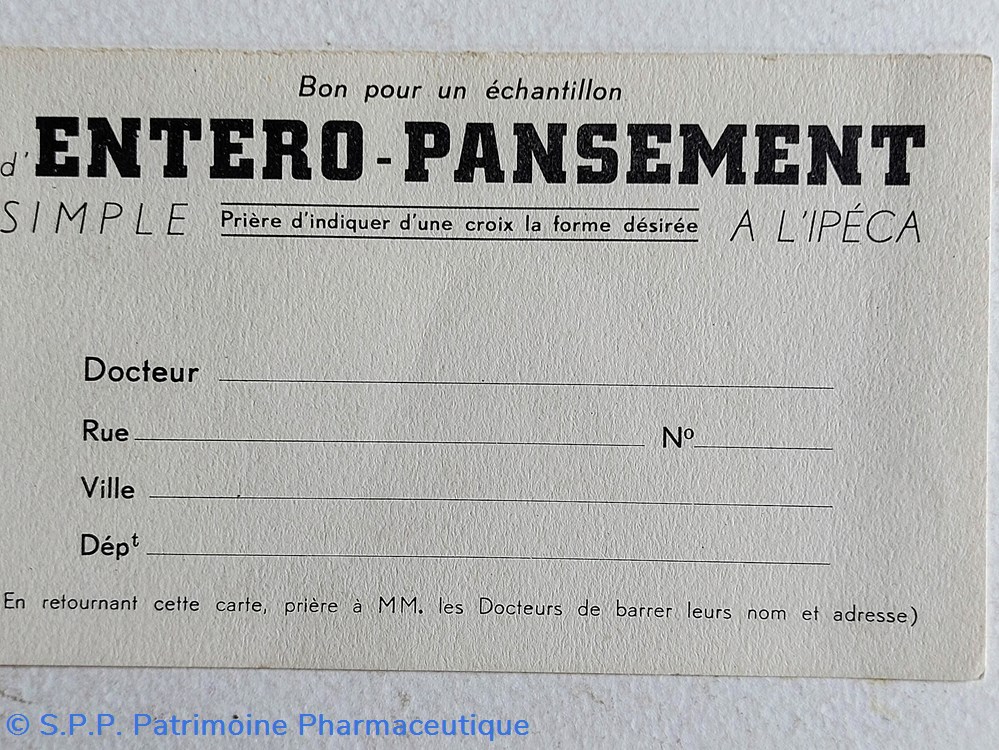 Bon pour un échantillon
d'ENTERO-PANSEMENT
SIMPLE Prière d'indiquer d'une croix la forme désirée A L'IPÉCA
Docteur
Rue Nº
Ville
Dépᵗ
En retournant cette carte, prière à MM. les Docteurs de barrer leurs nom et adresse)
© S.P.P. Patrimoine Pharmaceutique